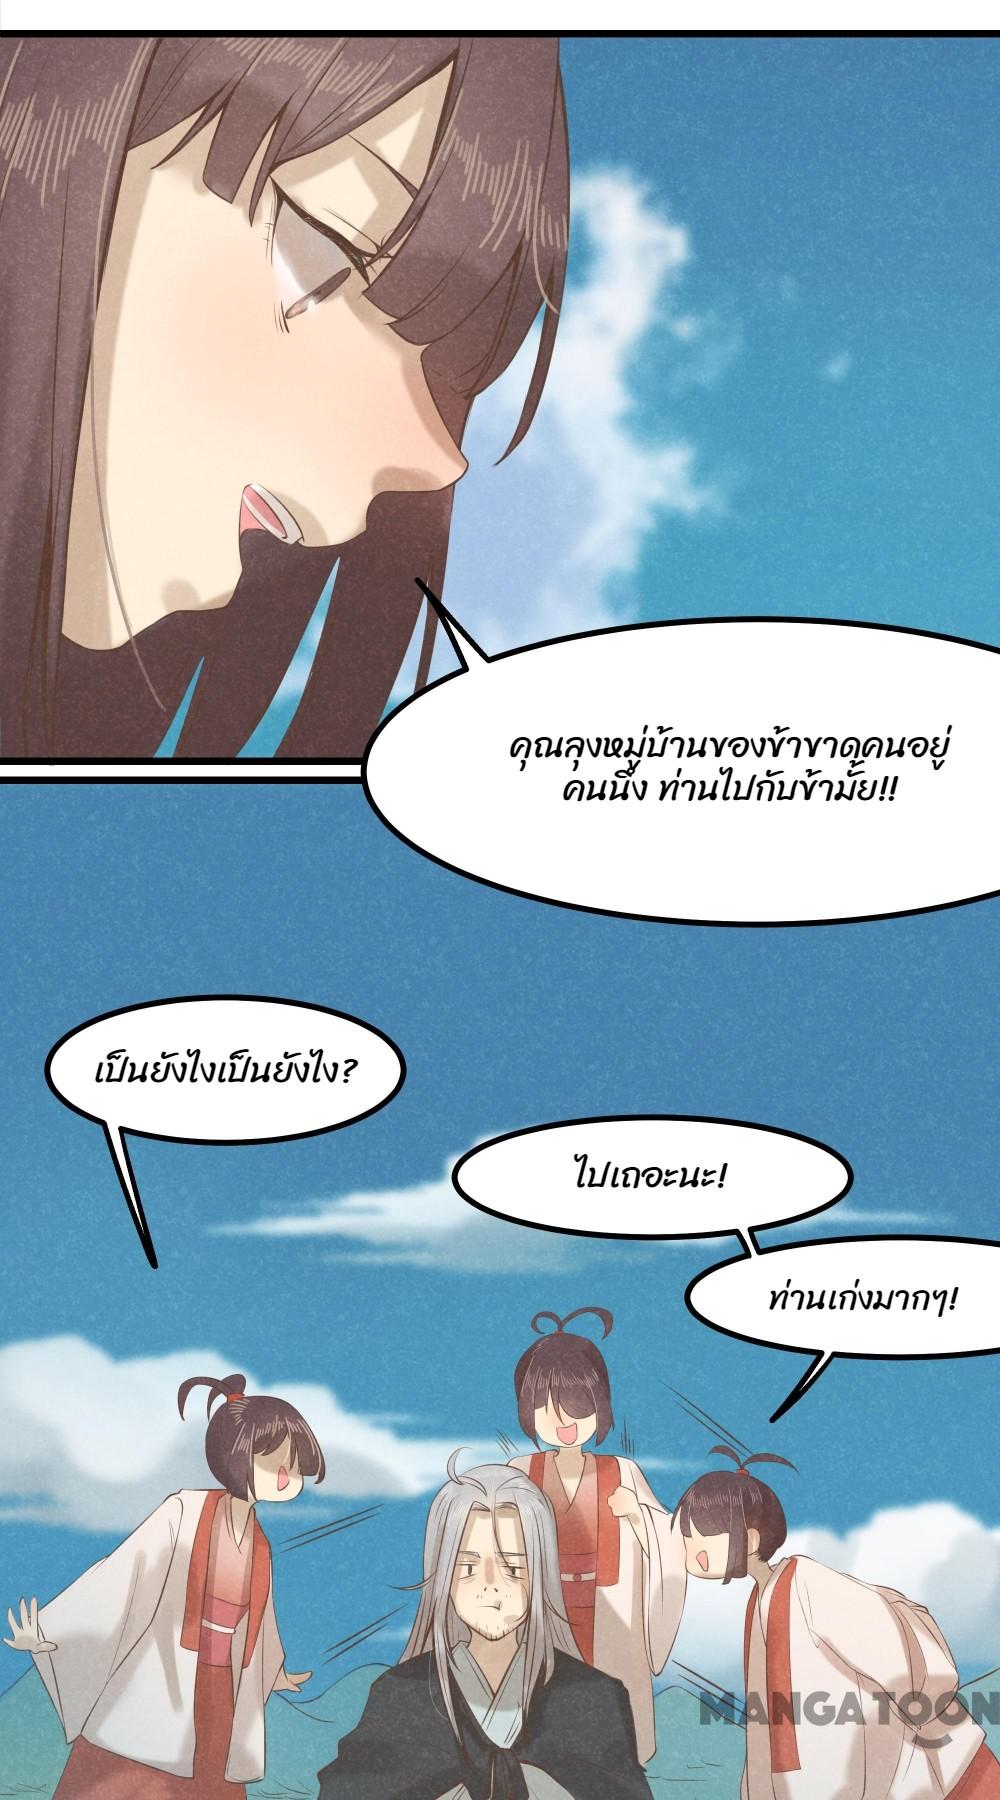 คุณลุงหมู่บ้านของข้าขาดคนอยู่
คนนึง ท่านไปกับข้ามั้ย!!
เป็นยังไงเป็นยังไง?
ไปเถอะนะ!
ท่านเก่งมากๆ!
MANGATOON